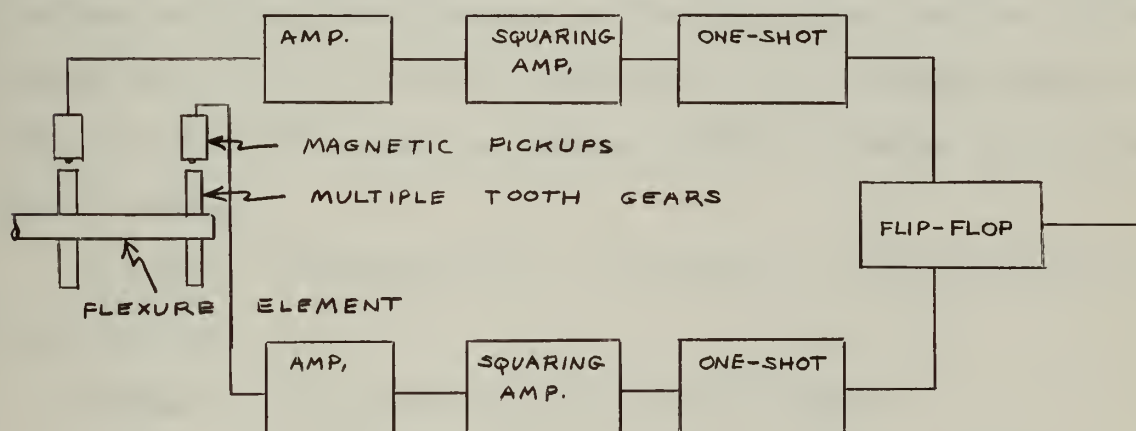 AMP.
SQUARING
AMP,
ONE-SHOT
MAGNETIC PICKUPS
MULTIPLE TOOTH GEARS
FLIP-FLOP
FLEXURE ELEMENT
AMP,
SQUARING
AMP.
ONE-SHOT